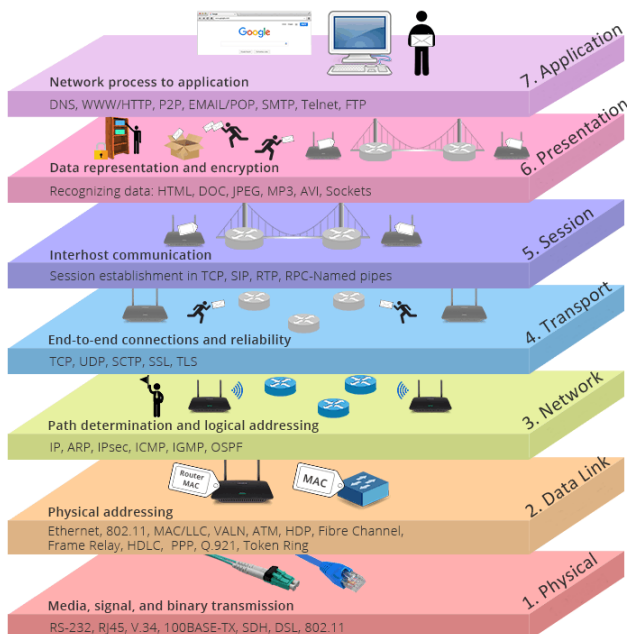 Google
7. Application
Network process to application
DNS, WWW/HTTP, P2P, EMAIL/POP, SMTP, Telnet, FTP
6. Presentation
Data representation and encryption
Recognizing data: HTML, DOC, JPEG, MP3, AVI, Sockets
5. Session
Interhost communication
Session establishment in TCP, SIP, RTP, RPC-Named pipes
4. Transport
End-to-end connections and reliability
TCP, UDP, SCTP, SSL, TLS
3. Network
Path determination and logical addressing
IP, ARP, IPsec, ICMP, IGMP, OSPF
Router
MAC
MAC
2. Data Link
Physical addressing
Ethernet, 802.11, MAC/LLC, VALN, ATM, HDP, Fibre Channel,
Frame Relay, HDLC, PPP, Q.921, Token Ring
1. Physical
Media, signal, and binary transmission
RS-232, RJ45, V.34, 100BASE-TX, SDH, DSL, 802.11